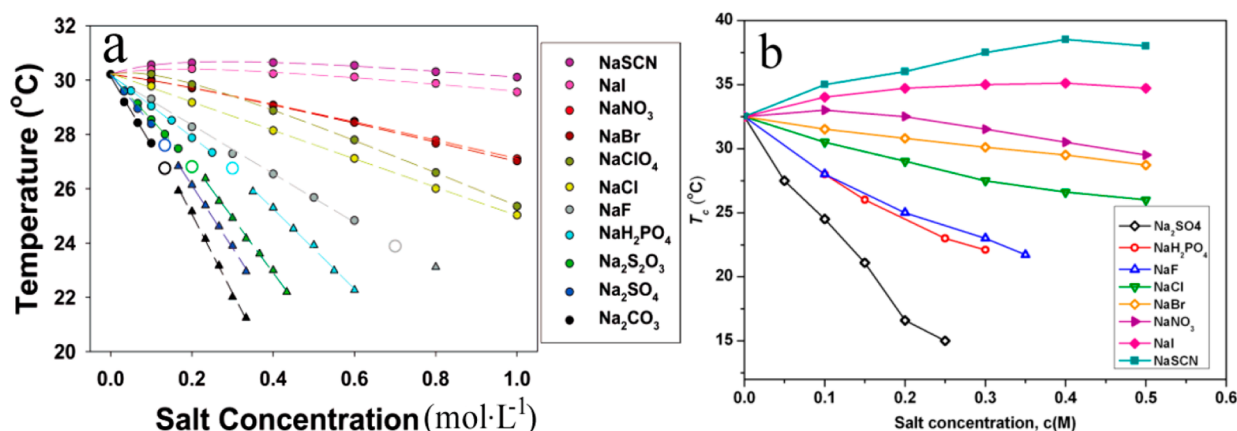 a
Temperature (°C)
32
30
28
26
24
22
20
0.0 0.2 0.4 0.6 0.8 1.0
Salt Concentration (mol·L⁻¹)
NaSCN
NaI
NaNO₃
NaBr
NaClO₄
NaCl
NaF
NaH₂PO₄
Na₂S₂O₃
Na₂SO₄
Na₂CO₃
b
T_c (°C)
40
35
30
25
20
15
0.0 0.1 0.2 0.3 0.4 0.5 0.6
Salt concentration, c(M)
Na₂SO4
NaH₂PO₄
NaF
NaCl
NaBr
NaNO₃
NaI
NaSCN